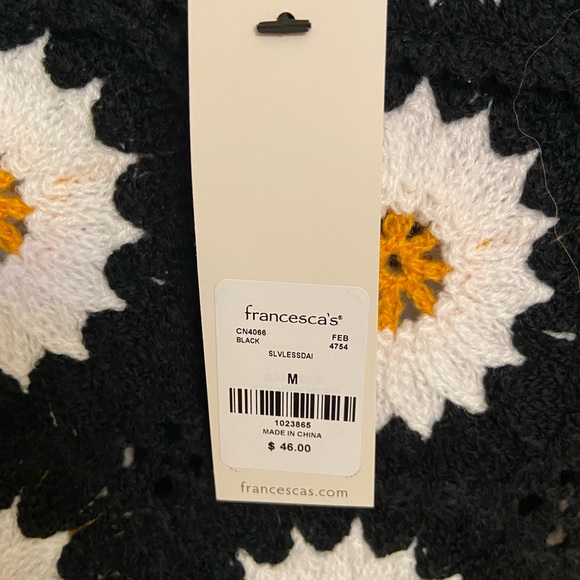 francesca's®
CN4066 FEB
BLACK 4754
SLVLESSDAI
M
1023865
MADE IN CHINA
$ 46.00
francescas.com